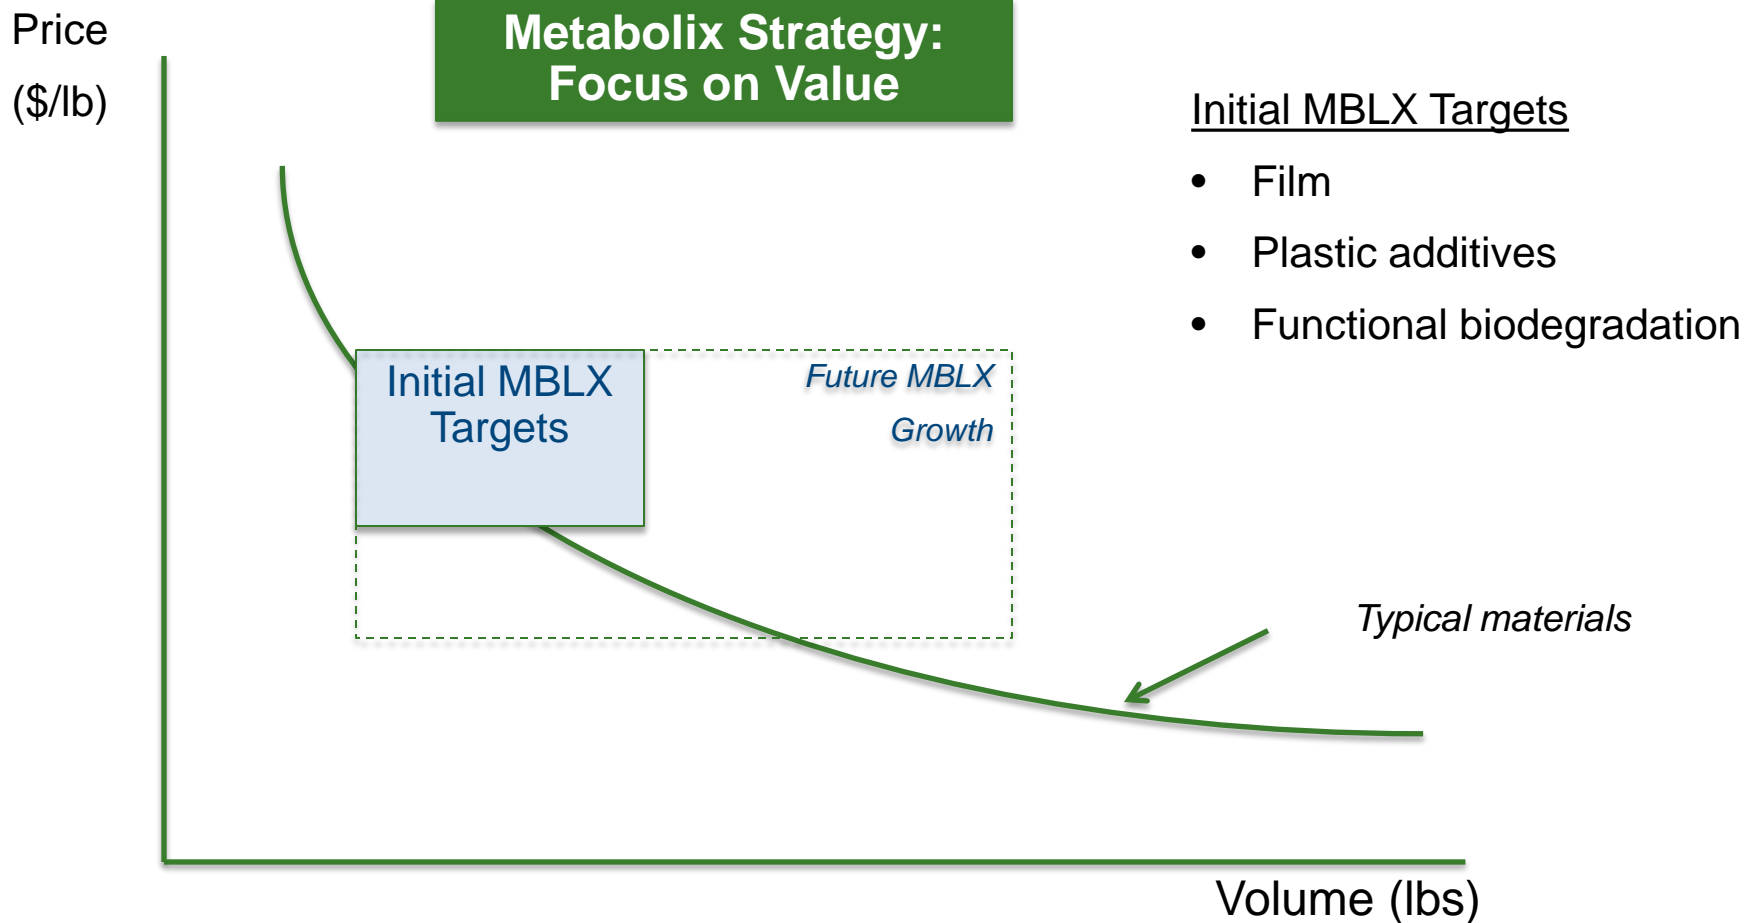 Price
($/lb)
Metabolix Strategy:
Focus on Value
Initial MBLX Targets
• Film
• Plastic additives
• Functional biodegradation
Initial MBLX
Targets
Future MBLX
Growth
Typical materials
Volume (lbs)